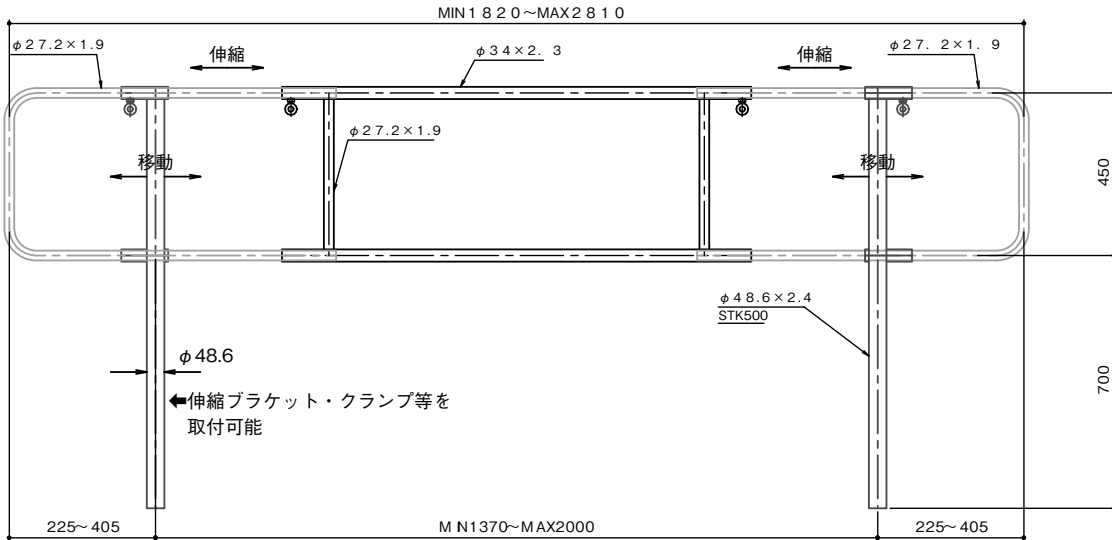 MIN1820～MAX2810
φ27.2×1.9
伸縮
φ34×2.3
伸縮
φ27.2×1.9
φ27.2×1.9
移動
移動
450
φ48.6×2.4
STK500
φ48.6
700
⬅伸縮ブラケット・クランプ等を
取付可能
225～405
M N1370～MAX2000
225～405